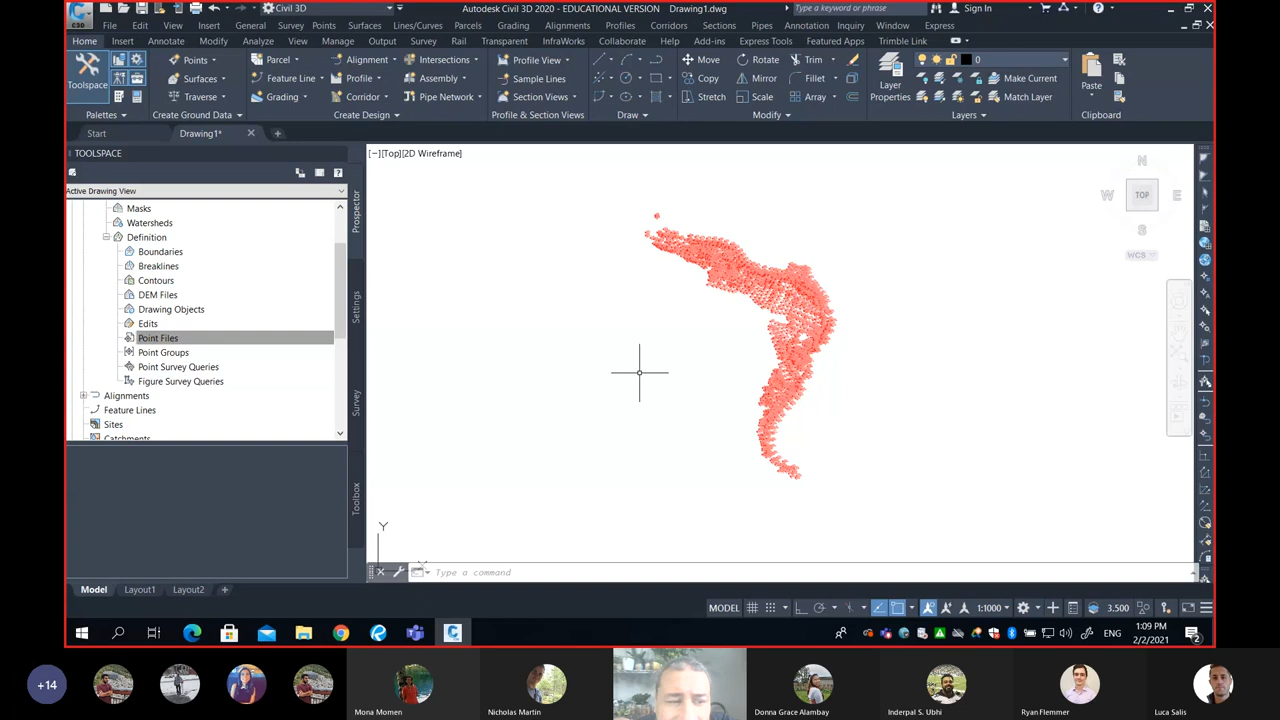 C3D
Civil 3D
Autodesk Civil 3D 2020 - EDUCATIONAL VERSION Drawing1.dwg
Type a keyword or phrase
Sign In
File Edit View Insert General Survey Points Surfaces Lines/Curves Parcels Grading Alignments Profiles Corridors Sections Pipes Annotation Inquiry Window Express
Home Insert Annotate Modify Analyze View Manage Output Survey Rail Transparent InfraWorks Collaborate Help Add-ins Express Tools Featured Apps Trimble Link
Toolspace
Points
Surfaces
Traverse
Parcel
Feature Line
Grading
Alignment
Profile
Corridor
Intersections
Assembly
Pipe Network
Profile View
Sample Lines
Section Views
Move
Copy
Stretch
Rotate
Mirror
Scale
Trim
Fillet
Array
Layer
Properties
0
Make Current
Match Layer
Paste
Palettes
Create Ground Data
Create Design
Profile & Section Views
Draw
Modify
Layers
Clipboard
Start
Drawing1*
TOOLSPACE
Active Drawing View
Masks
Watersheds
Definition
Boundaries
Breaklines
Contours
DEM Files
Drawing Objects
Edits
Point Files
Point Groups
Point Survey Queries
Figure Survey Queries
Alignments
Feature Lines
Sites
Catchments
Prospector
Settings
Survey
Toolbox
[−][Top][2D Wireframe]
N
W
TOP
E
S
WCS
Y
X
Type a command
Model
Layout1
Layout2
MODEL
1:1000
3.500
ENG
1:09 PM
2/2/2021
2
+14
Mona Momen
Nicholas Martin
Donna Grace Alambay
Inderpal S. Ubhi
Ryan Flemmer
Luca Salis